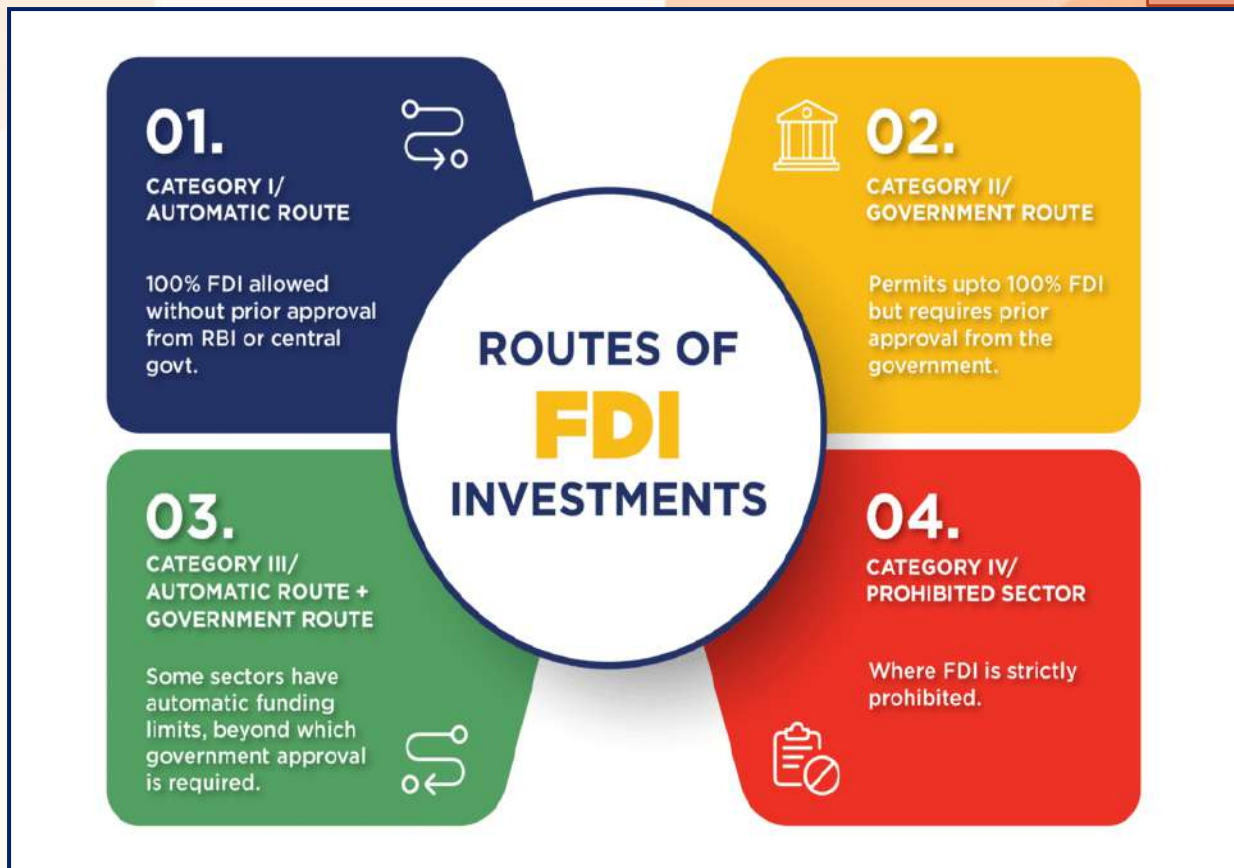 01.
CATEGORY I/
AUTOMATIC ROUTE
100% FDI allowed
without prior approval
from RBI or central
govt.
02.
CATEGORY II/
GOVERNMENT ROUTE
Permits upto 100% FDI
but requires prior
approval from the
government.
ROUTES OF
FDI
INVESTMENTS
03.
CATEGORY III/
AUTOMATIC ROUTE +
GOVERNMENT ROUTE
Some sectors have
automatic funding
limits, beyond which
government approval
is required.
04.
CATEGORY IV/
PROHIBITED SECTOR
Where FDI is strictly
prohibited.